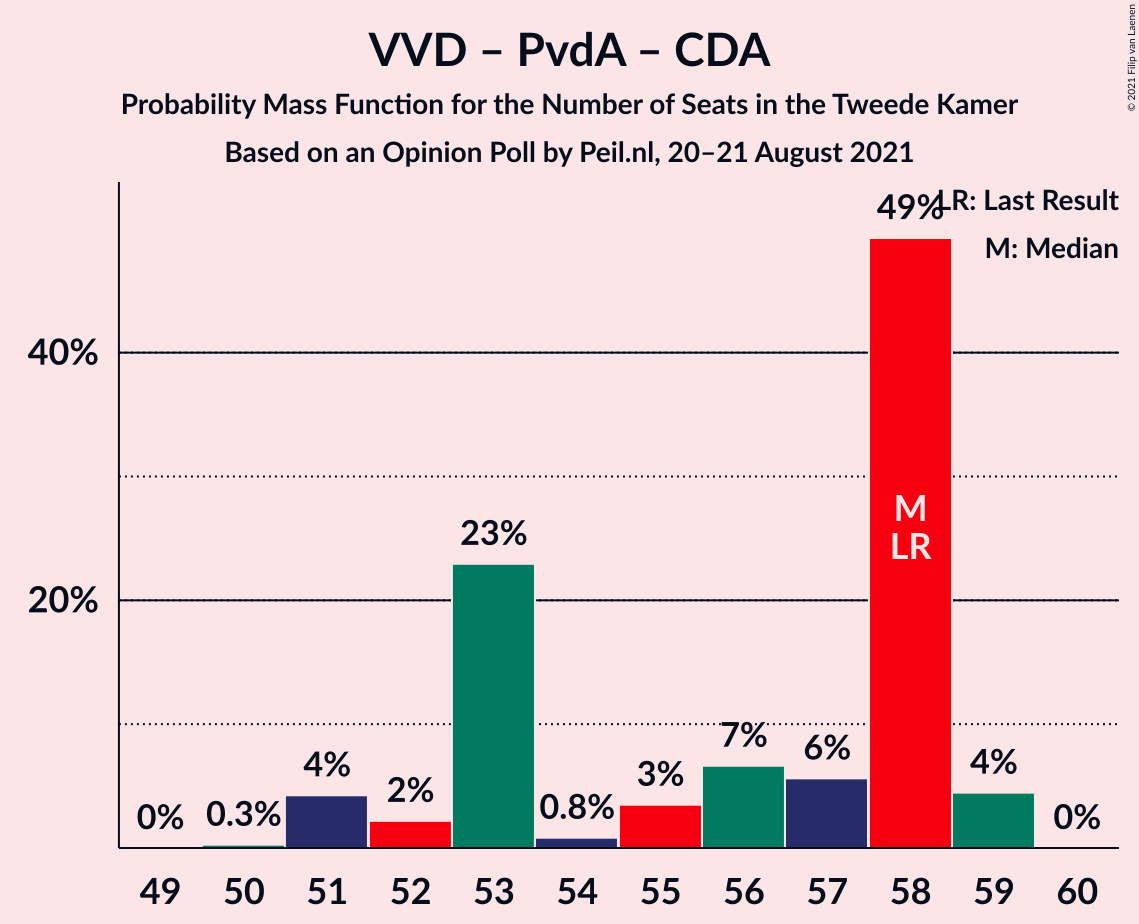 VVD – PvdA – CDA
Probability Mass Function for the Number of Seats in the Tweede Kamer
Based on an Opinion Poll by Peil.nl, 20–21 August 2021
© 2021 Filip van Laenen
LR: Last Result
M: Median
40%
20%
0%
0.3%
4%
2%
23%
0.8%
3%
7%
6%
49%
4%
0%
M
LR
49 50 51 52 53 54 55 56 57 58 59 60